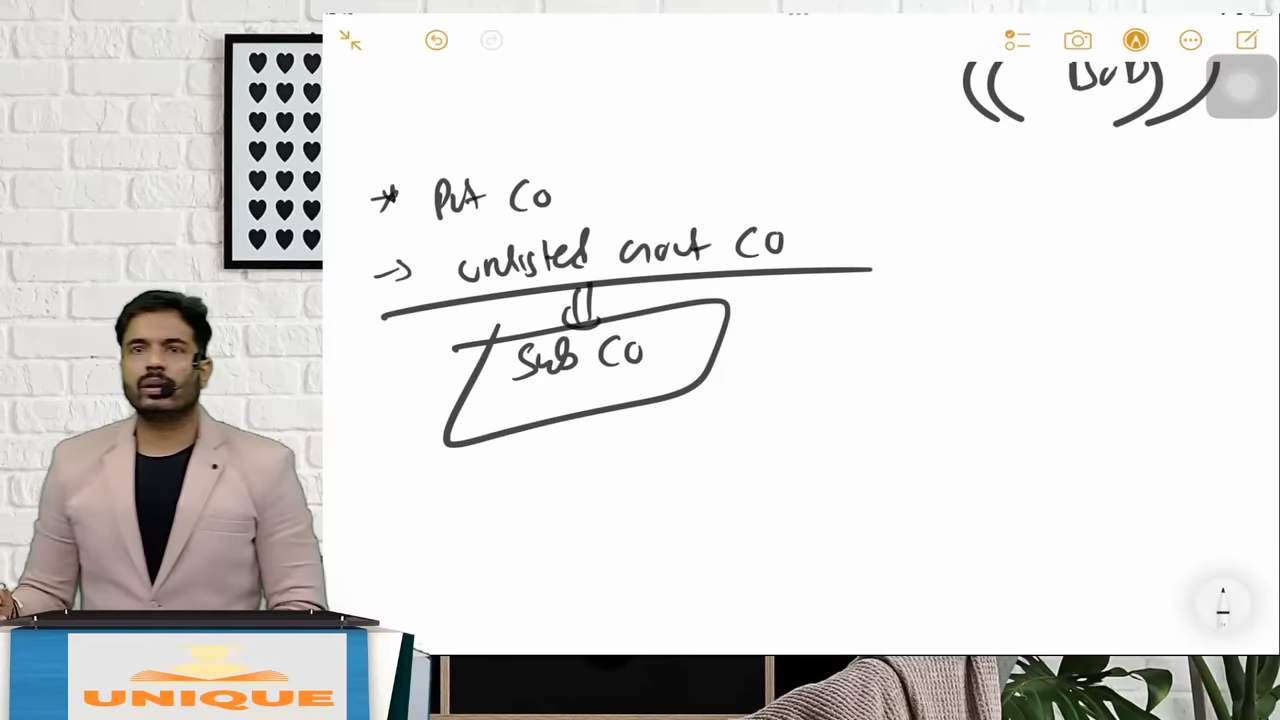 BOD
* Pvt Co
→ unlisted Govt CO
Sub CO
UNIQUE